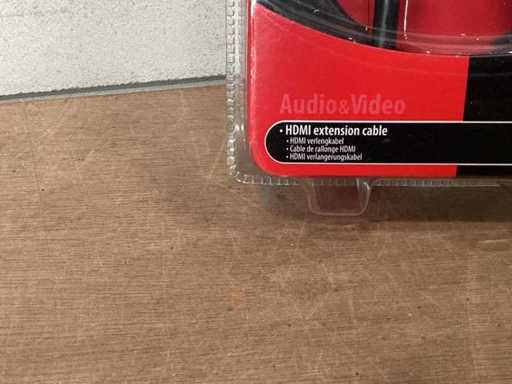 Audio&Video
• HDMI extension cable
• HDMI verlengkabel
• Cable de rallonge HDMI
• HDMI verlangerungskabel